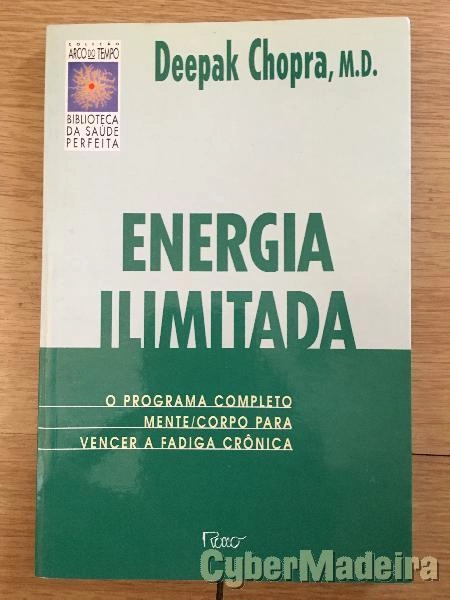 COLEÇÃO
ARCO DO TEMPO
BIBLIOTECA
DA SAÚDE
PERFEITA
Deepak Chopra, M.D.
ENERGIA
ILIMITADA
O PROGRAMA COMPLETO
MENTE/CORPO PARA
VENCER A FADIGA CRÔNICA
Rocco
CyberMadeira